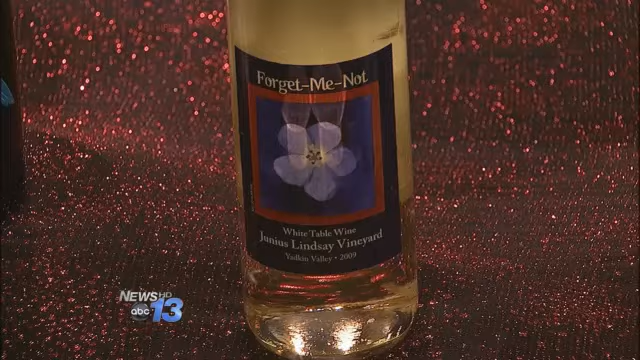 Forget-Me-Not
White Table Wine
Junius Lindsay Vineyard
Yadkin Valley • 2009
NEWS HD
abc 13